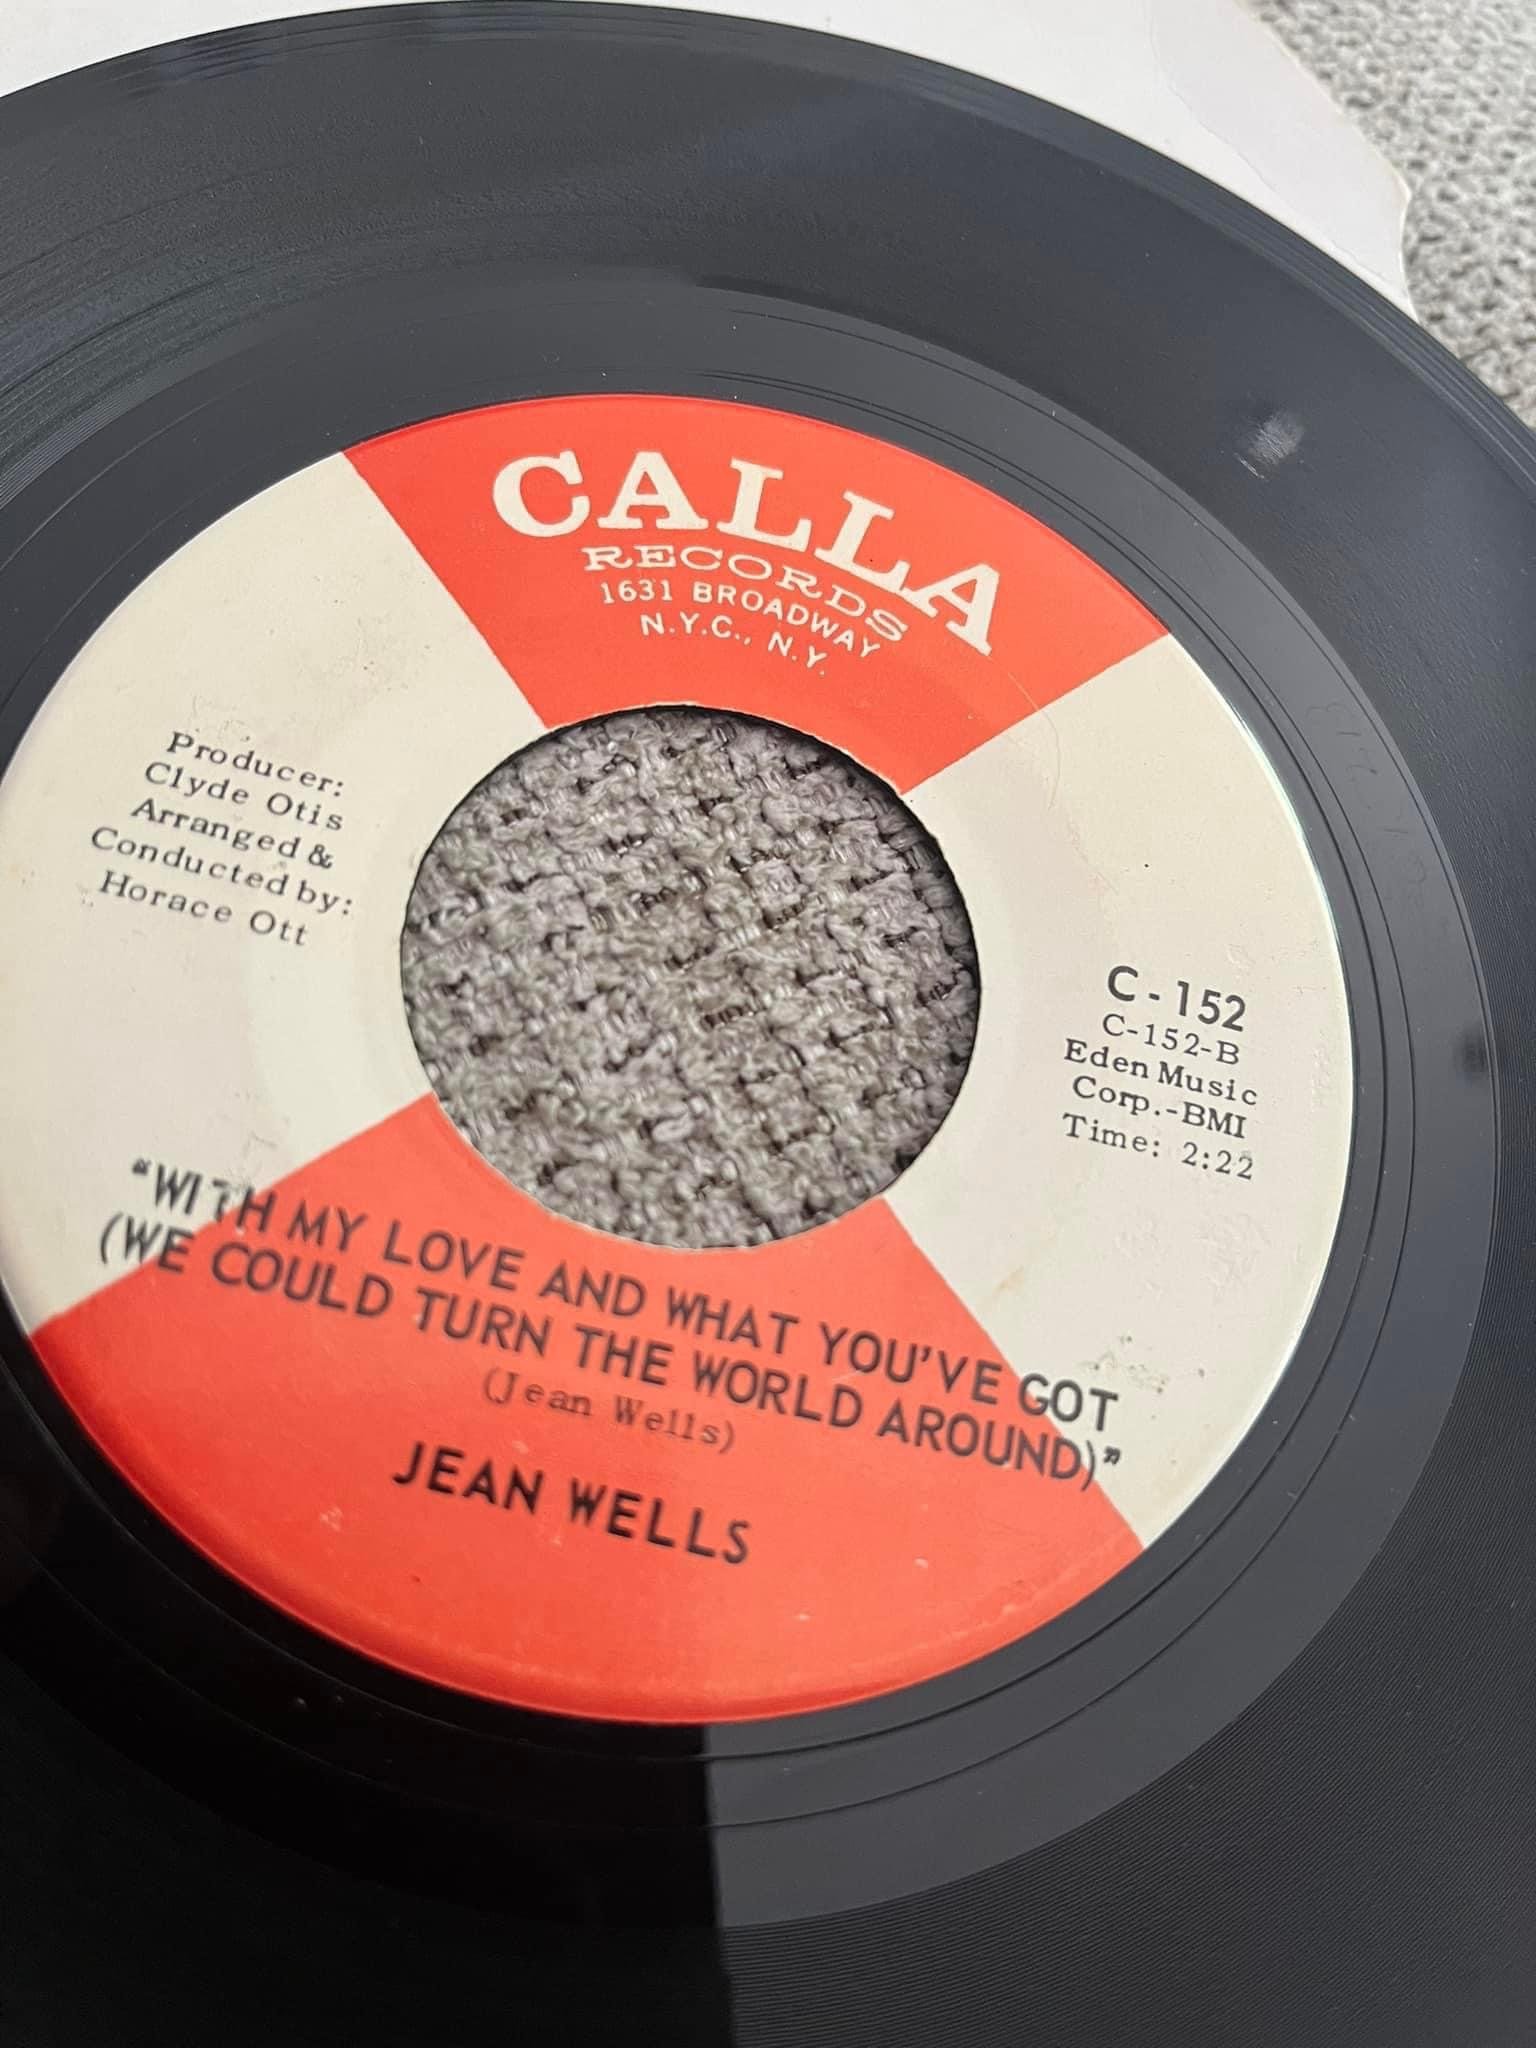 CALLA
RECORDS
1631 BROADWAY
N.Y.C., N.Y.
Producer:
Clyde Otis
Arranged &
Conducted by:
Horace Ott
C-152
C-152-B
Eden Music
Corp.-BMI
Time: 2:22
"WITH MY LOVE AND WHAT YOU'VE GOT
(WE COULD TURN THE WORLD AROUND)"
(Jean Wells)
JEAN WELLS